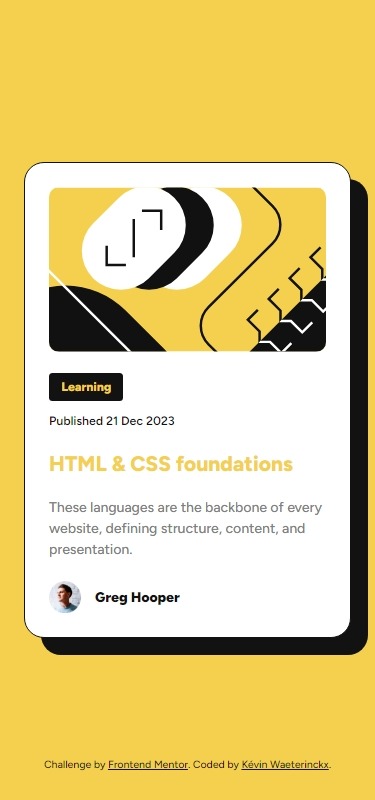 Learning
Published 21 Dec 2023
HTML & CSS foundations
These languages are the backbone of every
website, defining structure, content, and
presentation.
Greg Hooper
Challenge by Frontend Mentor. Coded by Kévin Waeterinckx.